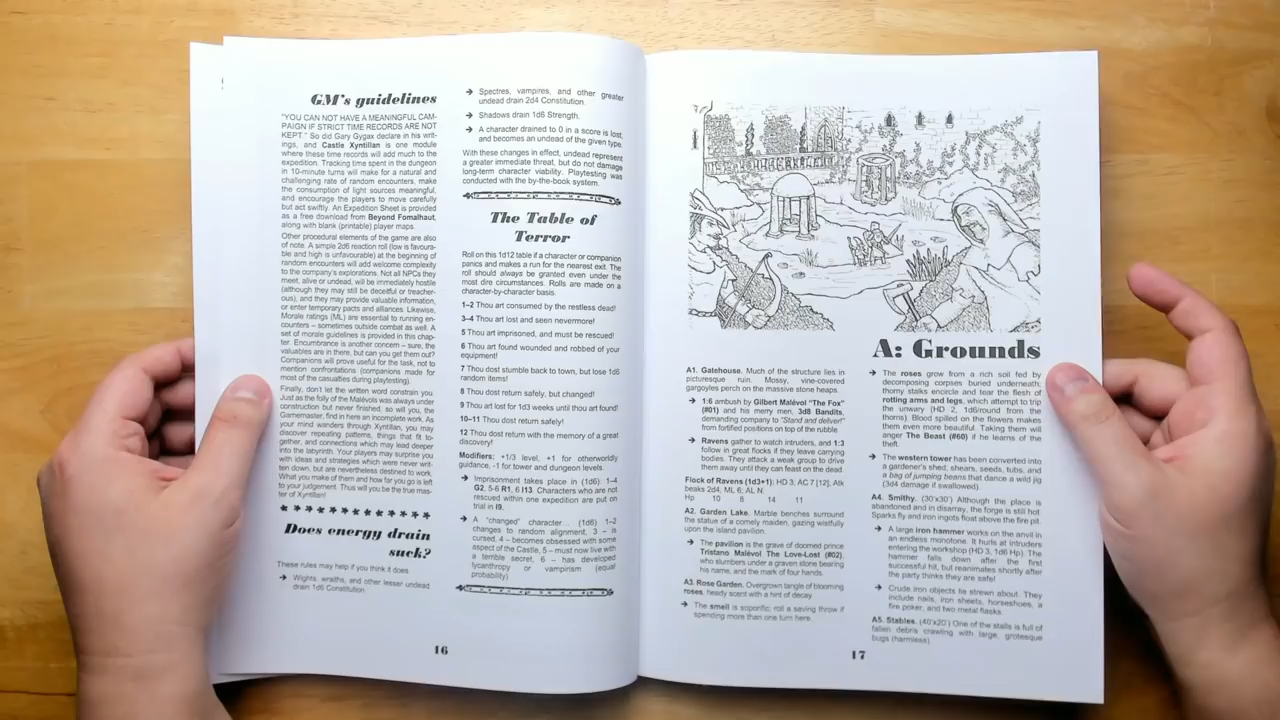 GM's guidelines
"YOU CAN NOT HAVE A MEANINGFUL CAM-
PAIGN IF STRICT TIME RECORDS ARE NOT
KEPT." So did Gary Gygax declare in his writ-
ings, and Castle Xyntillan is one module
where these time records will add much to the
expedition. Tracking time spent in the dungeon
in 10-minute turns will make for a natural and
challenging rate of random encounters, make
the consumption of light sources meaningful,
and encourage the players to move carefully
but act swiftly. An Expedition Sheet is provided
as a free download from Beyond Fomalhaut,
along with blank (printable) player maps.
Other procedural elements of the game are also
of note. A simple 2d6 reaction roll (low is favoura-
ble and high is unfavourable) at the beginning of
random encounters will add welcome complexity
to the company's explorations. Not all NPCs they
meet, alive or undead, will be immediately hostile
(although they may still be deceitful or treacher-
ous), and they may provide valuable information,
or enter temporary pacts and alliances. Likewise,
Morale ratings (ML) are essential to running en-
counters – sometimes outside combat as well. A
set of morale guidelines is provided in this chap-
ter. Encumbrance is another concern – sure, the
valuables are in there, but can you get them out?
Companions will prove useful for the task, not to
mention confrontations (companions made for
most of the casualties during playtesting).
Finally, don't let the written word constrain you.
Just as the folly of the Malévols was always under
construction but never finished, so will you, the
Gamemaster, find in here an incomplete work. As
your mind wanders through Xyntillan, you may
discover repeating patterns, things that fit to-
gether, and connections which may lead deeper
into the labyrinth. Your players may surprise you
with ideas and strategies which were never writ-
ten down, but are nevertheless destined to work.
What you make of them and how far you go is left
to your judgement. Thus will you be the true mas-
ter of Xyntillan!
Does energy drain
suck?
These rules may help if you think it does.
➔ Wights, wraiths, and other lesser undead
drain 1d6 Constitution.
➔ Spectres, vampires, and other greater
undead drain 2d4 Constitution.
➔ Shadows drain 1d6 Strength.
➔ A character drained to 0 in a score is lost,
and becomes an undead of the given type.
With these changes in effect, undead represent
a greater immediate threat, but do not damage
long-term character viability. Playtesting was
conducted with the by-the-book system.
The Table of
Terror
Roll on this 1d12 table if a character or companion
panics and makes a run for the nearest exit. The
roll should always be granted even under the
most dire circumstances. Rolls are made on a
character-by-character basis.
1–2 Thou art consumed by the restless dead!
3–4 Thou art lost and seen nevermore!
5 Thou art imprisoned, and must be rescued!
6 Thou art found wounded and robbed of your
equipment!
7 Thou dost stumble back to town, but lose 1d6
random items!
8 Thou dost return safely, but changed!
9 Thou art lost for 1d3 weeks until thou art found!
10–11 Thou dost return safely!
12 Thou dost return with the memory of a great
discovery!
Modifiers: +1/3 level, +1 for otherworldly
guidance, -1 for tower and dungeon levels.
➔ Imprisonment takes place in (1d6) 1–4
G2, 5-6 R1, 6 I13. Characters who are not
rescued within one expedition are put on
trial in I9.
➔ A "changed" character... (1d6) 1–2
changes to random alignment, 3 – is
cursed, 4 – becomes obsessed with some
aspect of the Castle, 5 – must now live with
a terrible secret, 6 – has developed
lycanthropy or vampirism (equal
probability).
16
A: Grounds
A1. Gatehouse. Much of the structure lies in
picturesque ruin. Mossy, vine-covered
gargoyles perch on the massive stone heaps.
➔ 1:6 ambush by Gilbert Malévol "The Fox"
(#01) and his merry men, 3d8 Bandits,
demanding company to "Stand and deliver!"
from fortified positions on top of the rubble.
➔ Ravens gather to watch intruders, and 1:3
follow in great flocks if they leave carrying
bodies. They attack a weak group to drive
them away until they can feast on the dead.
Flock of Ravens (1d3+1): HD 3; AC 7 [12]; Atk
beaks 2d4; ML 6; AL N.
Hp 10 8 14 11
A2. Garden Lake. Marble benches surround
the statue of a comely maiden, gazing wistfully
upon the island pavilion.
➔ The pavilion is the grave of doomed prince
Tristano Malévol The Love-Lost (#02),
who slumbers under a graven stone bearing
his name, and the mark of four hands.
A3. Rose Garden. Overgrown tangle of blooming
roses, heady scent with a hint of decay.
➔ The smell is soporific; roll a saving throw if
spending more than one turn here.
➔ The roses grow from a rich soil fed by
decomposing corpses buried underneath;
thorny stalks encircle and tear the flesh of
rotting arms and legs, which attempt to trip
the unwary (HD 2, 1d6/round from the
thorns). Blood spilled on the flowers makes
them even more beautiful. Taking them will
anger The Beast (#60) if he learns of the
theft.
➔ The western tower has been converted into
a gardener's shed, shears, seeds, tubs, and
a bag of jumping beans that dance a wild jig
(3d4 damage if swallowed).
A4. Smithy. (30'x30') Although the place is
abandoned and in disarray, the forge is still hot.
Sparks fly and iron ingots float above the fire pit.
➔ A large iron hammer works on the anvil in
an endless monotone. It hurls at intruders
entering the workshop (HD 3, 1d6 Hp). The
hammer falls down after the first
successful hit, but reanimates shortly after
the party thinks they are safe!
➔ Crude iron objects lie strewn about. They
include nails, iron sheets, horseshoes, a
fire poker, and two metal flasks.
A5. Stables. (40'x20') One of the stalls is full of
fallen debris crawling with large, grotesque
bugs (harmless).
17